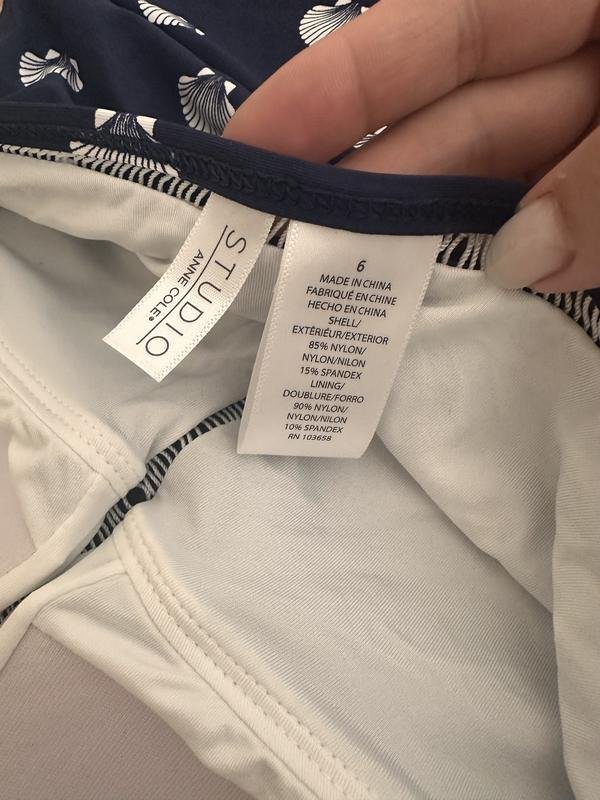 STUDIO
ANNE COLE®
6
MADE IN CHINA
FABRIQUÉ EN CHINE
HECHO EN CHINA
SHELL/
EXTÉRIEUR/EXTERIOR
85% NYLON/
NYLON/NILON
15% SPANDEX
LINING/
DOUBLURE/FORRO
90% NYLON/
NYLON/NILON
10% SPANDEX
RN 103658